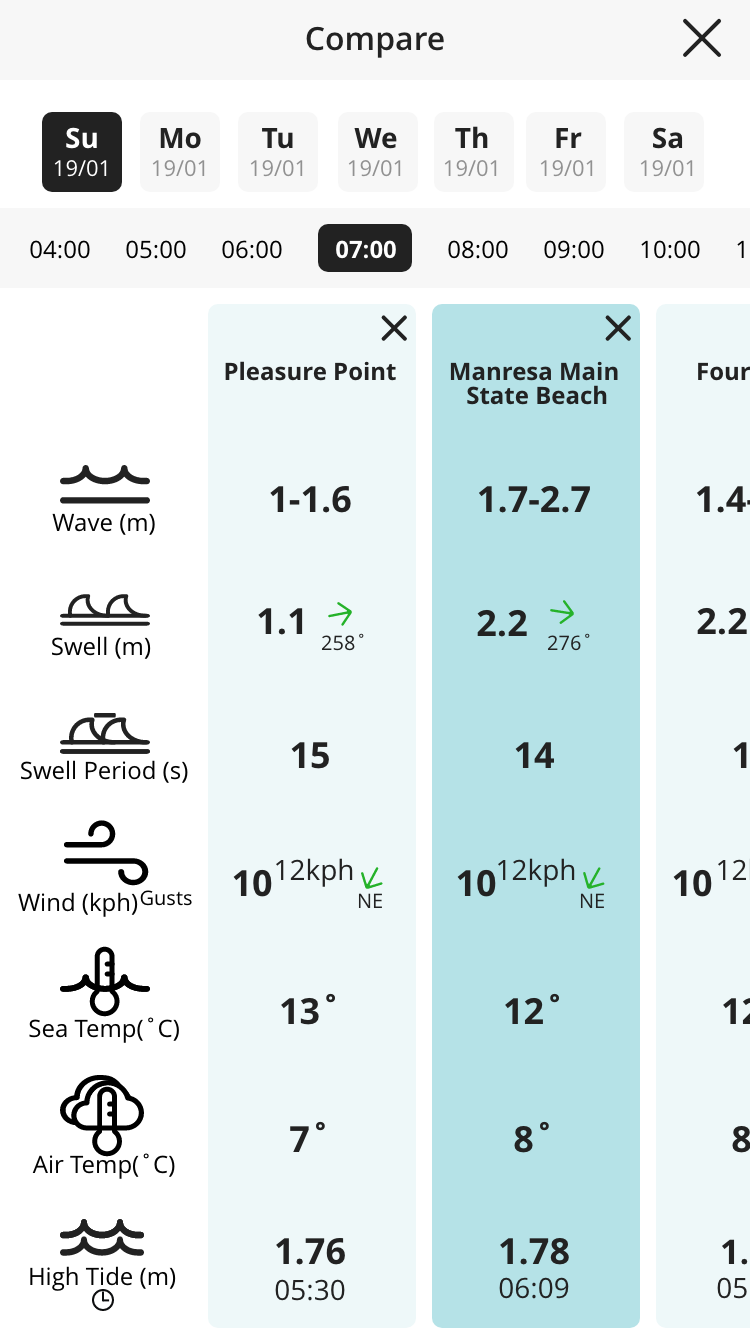 Compare
Su Mo Tu We Th Fr Sa
19/01 19/01 19/01 19/01 19/01 19/01 19/01
04:00 05:00 06:00 07:00 08:00 09:00 10:00 1
Pleasure Point
Manresa Main
State Beach
Four
Wave (m) 1-1.6 1.7-2.7 1.4-
Swell (m) 1.1 258° 2.2 276° 2.2
Swell Period (s) 15 14 1
Wind (kph) Gusts 10 12kph NE 10 12kph NE 10 12
Sea Temp(°C) 13° 12° 12
Air Temp(°C) 7° 8° 8
High Tide (m) 1.76 1.78 1.
05:30 06:09 05